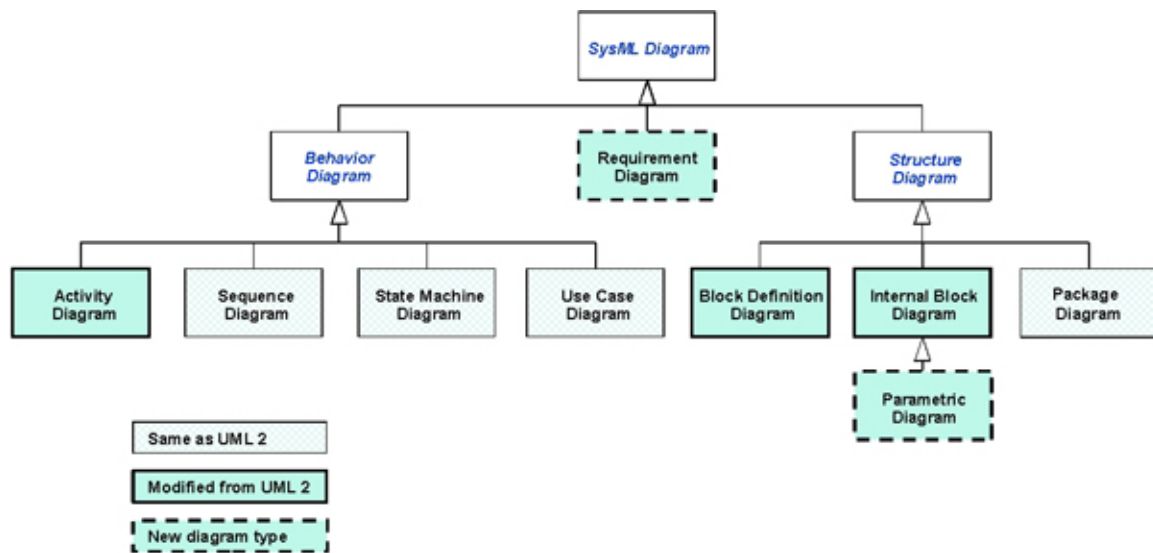 SysML Diagram
Behavior
Diagram
Requirement
Diagram
Structure
Diagram
Activity
Diagram
Sequence
Diagram
State Machine
Diagram
Use Case
Diagram
Block Definition
Diagram
Internal Block
Diagram
Package
Diagram
Parametric
Diagram
Same as UML 2
Modified from UML 2
New diagram type